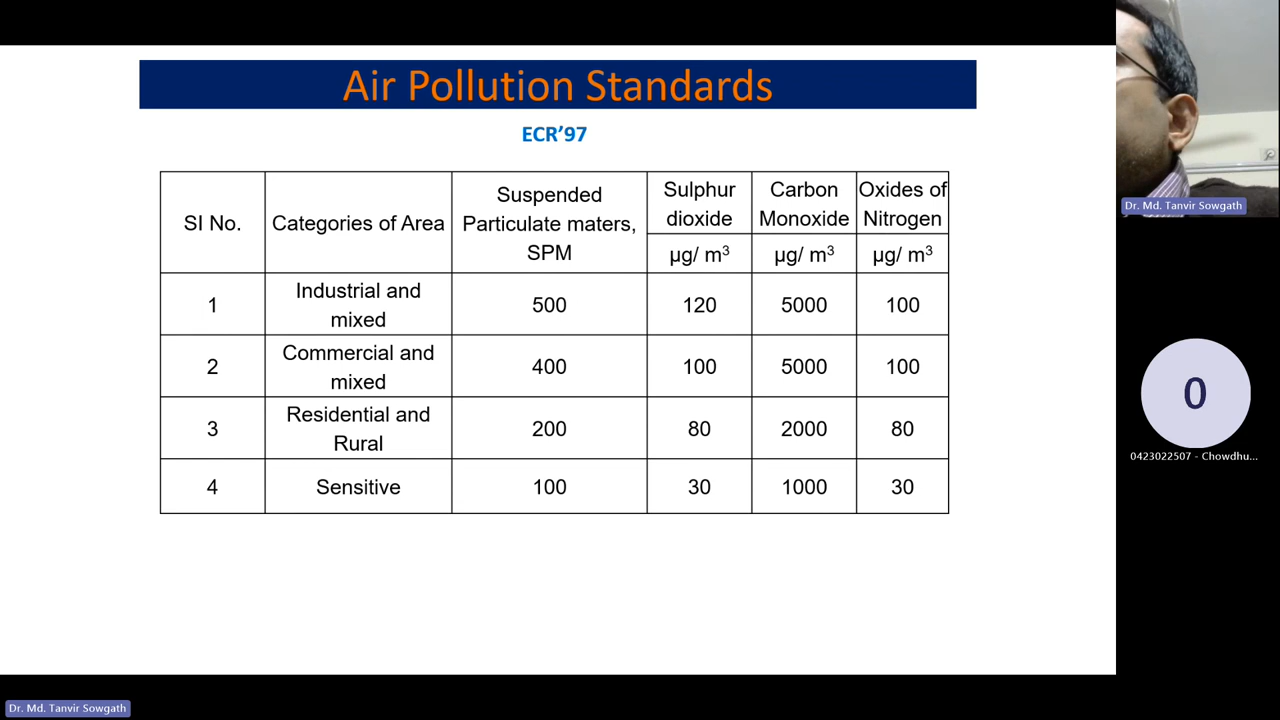 Air Pollution Standards
ECR’97
SI No.
Categories of Area
Suspended
Particulate maters,
SPM
Sulphur
dioxide
Carbon
Monoxide
Oxides of
Nitrogen
µg/ m³
µg/ m³
µg/ m³
1
Industrial and
mixed
500
120
5000
100
2
Commercial and
mixed
400
100
5000
100
3
Residential and
Rural
200
80
2000
80
4
Sensitive
100
30
1000
30
Dr. Md. Tanvir Sowgath
0
0423022507 - Chowdhu...
Dr. Md. Tanvir Sowgath